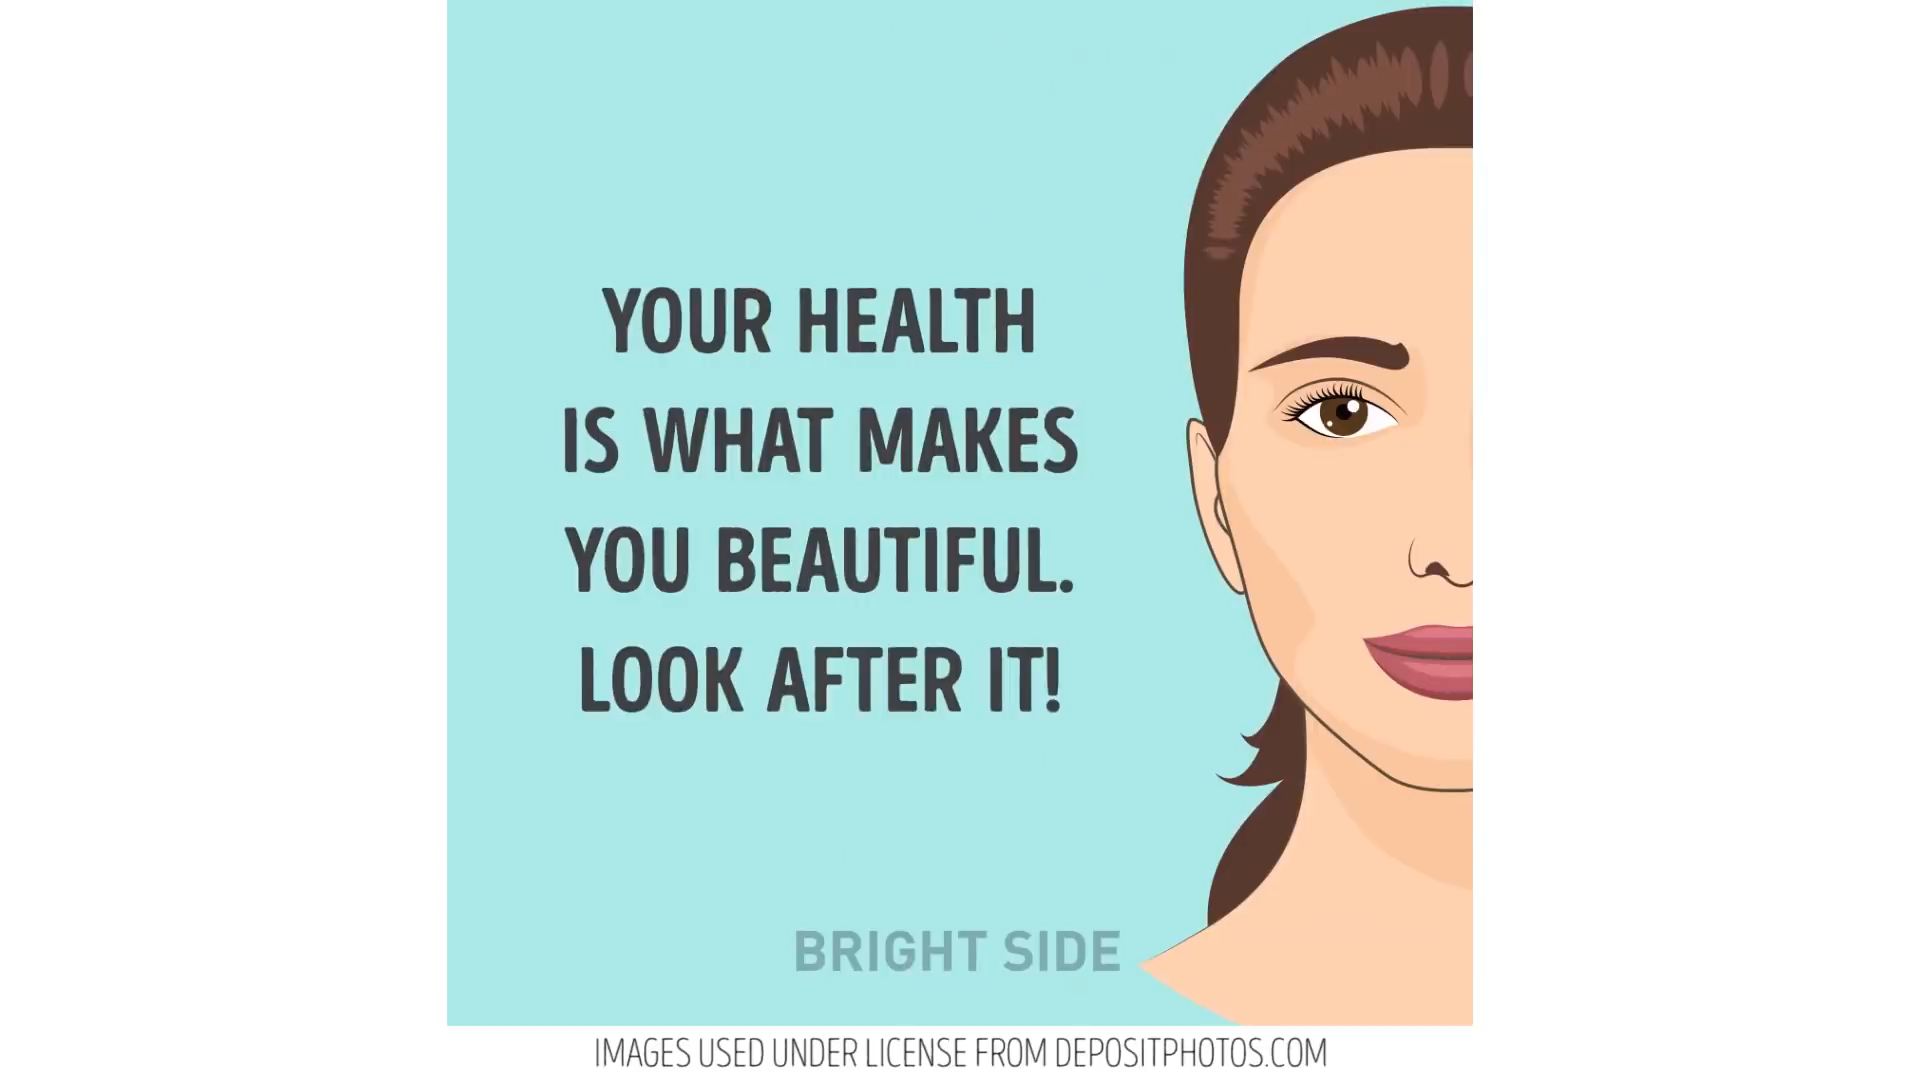 YOUR HEALTH
IS WHAT MAKES
YOU BEAUTIFUL.
LOOK AFTER IT!
BRIGHT SIDE
IMAGES USED UNDER LICENSE FROM DEPOSITPHOTOS.COM